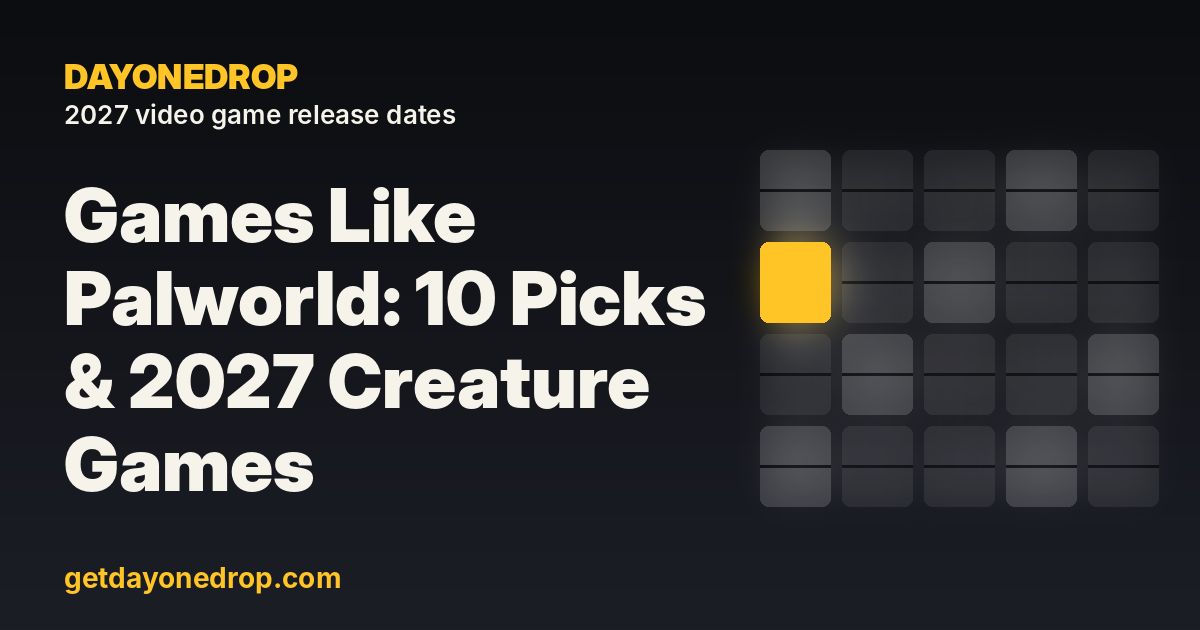 DAYONEDROP
2027 video game release dates
Games Like
Palworld: 10 Picks
& 2027 Creature
Games
getdayonedrop.com